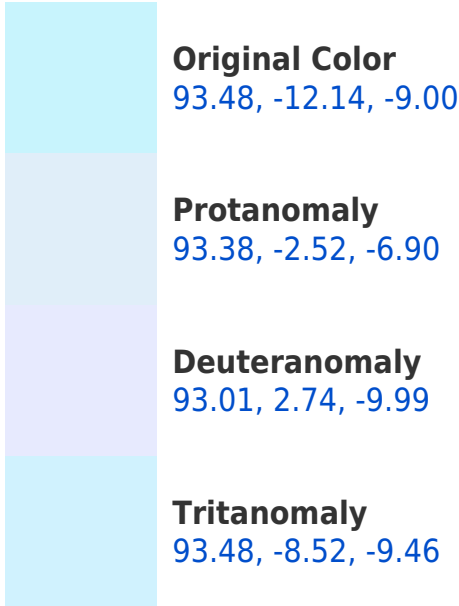 Original Color
93.48, -12.14, -9.00
Protanomaly
93.38, -2.52, -6.90
Deuteranomaly
93.01, 2.74, -9.99
Tritanomaly
93.48, -8.52, -9.46